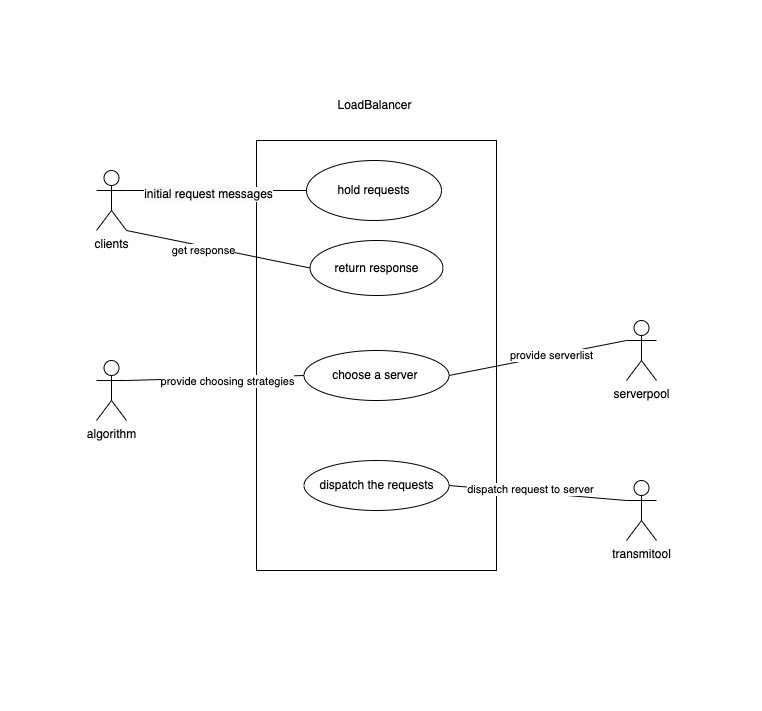 LoadBalancer
initial request messages
hold requests
clients
get response
return response
provide serverlist
provide choosing strategies
choose a server
serverpool
algorithm
dispatch the requests
dispatch request to server
transmitool